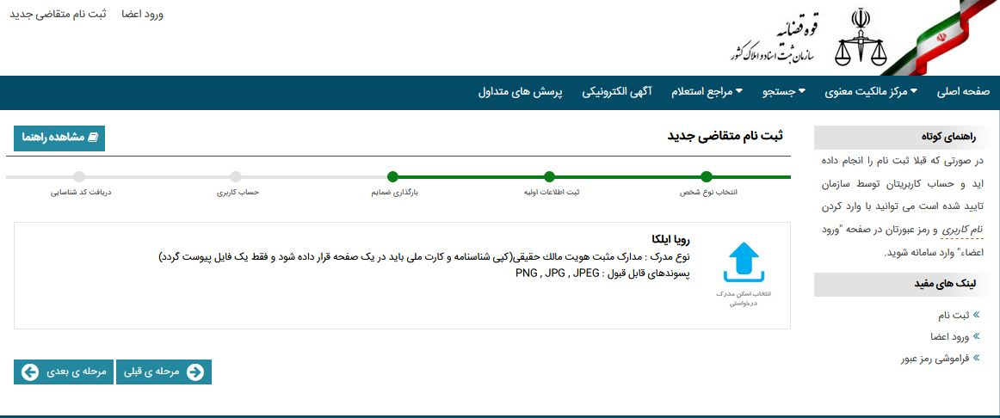 ورود اعضا
ثبت نام متقاضی جدید
قوه قضائیه
سازمان ثبت اسناد و املاک کشور
صفحه اصلی
مرکز مالکیت معنوی
جستجو
مراجع استعلام
آگهی الکترونیکی
پرسش های متداول
راهنمای کوتاه
در صورتی که قبلا ثبت نام را انجام داده
اید و حساب کاربریتان توسط سازمان
تایید شده است می توانید با وارد کردن
نام کاربری و رمز عبورتان در صفحه "ورود
اعضاء" وارد سامانه شوید.
لینک های مفید
ثبت نام
ورود اعضا
فراموشی رمز عبور
ثبت نام متقاضی جدید
مشاهده راهنما
انتخاب نوع شخص
ثبت اطلاعات اولیه
بارگذاری ضمایم
حساب کاربری
دریافت کد شناسایی
رویا ایلکا
نوع مدرک : مدارک مثبت هویت مالك حقیقی(کپی شناسنامه و کارت ملی باید در یک صفحه قرار داده شود و فقط یک فایل پیوست گردد)
پسوندهای قابل قبول : PNG , JPG , JPEG
انتخاب اسکن مدرک
درخواستی
مرحله ی قبلی
مرحله ی بعدی